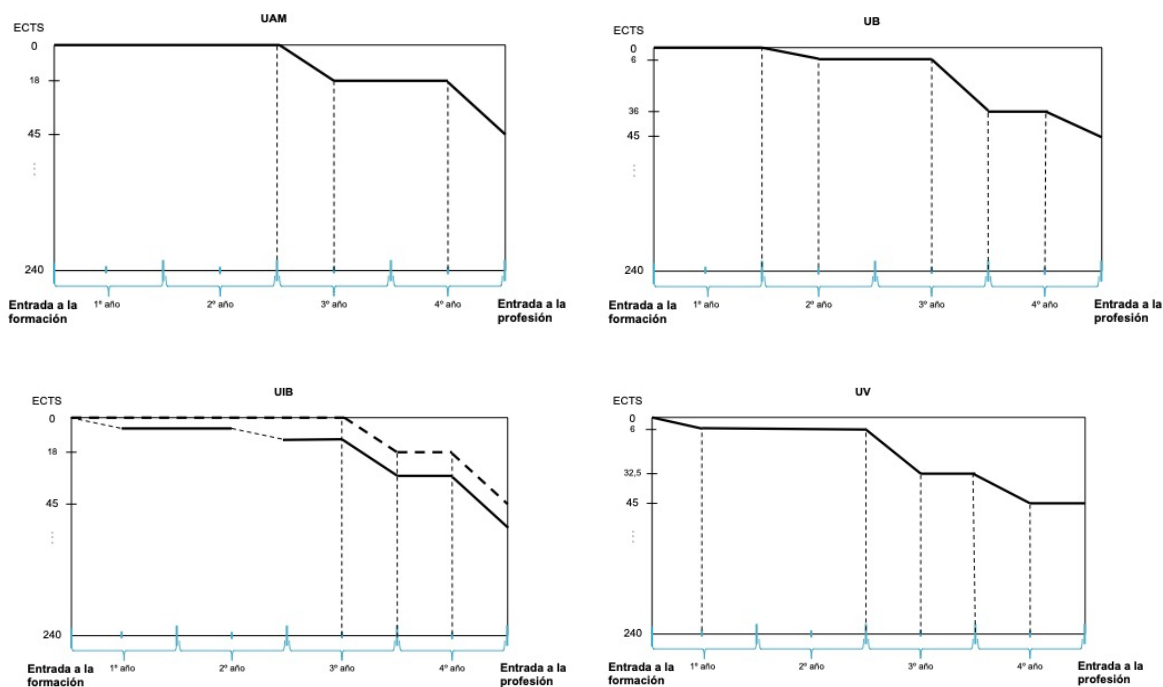 UAM
ECTS
0
18
45
240
Entrada a la
formación
1º año
2º año
3º año
4º año
Entrada a la
profesión
UB
ECTS
0
6
36
45
240
Entrada a la
formación
1º año
2º año
3º año
4º año
Entrada a la
profesión
UIB
ECTS
0
18
45
240
Entrada a la
formación
1º año
2º año
3º año
4º año
Entrada a la
profesión
UV
ECTS
0
6
32,5
45
240
Entrada a la
formación
1º año
2º año
3º año
4º año
Entrada a la
profesión